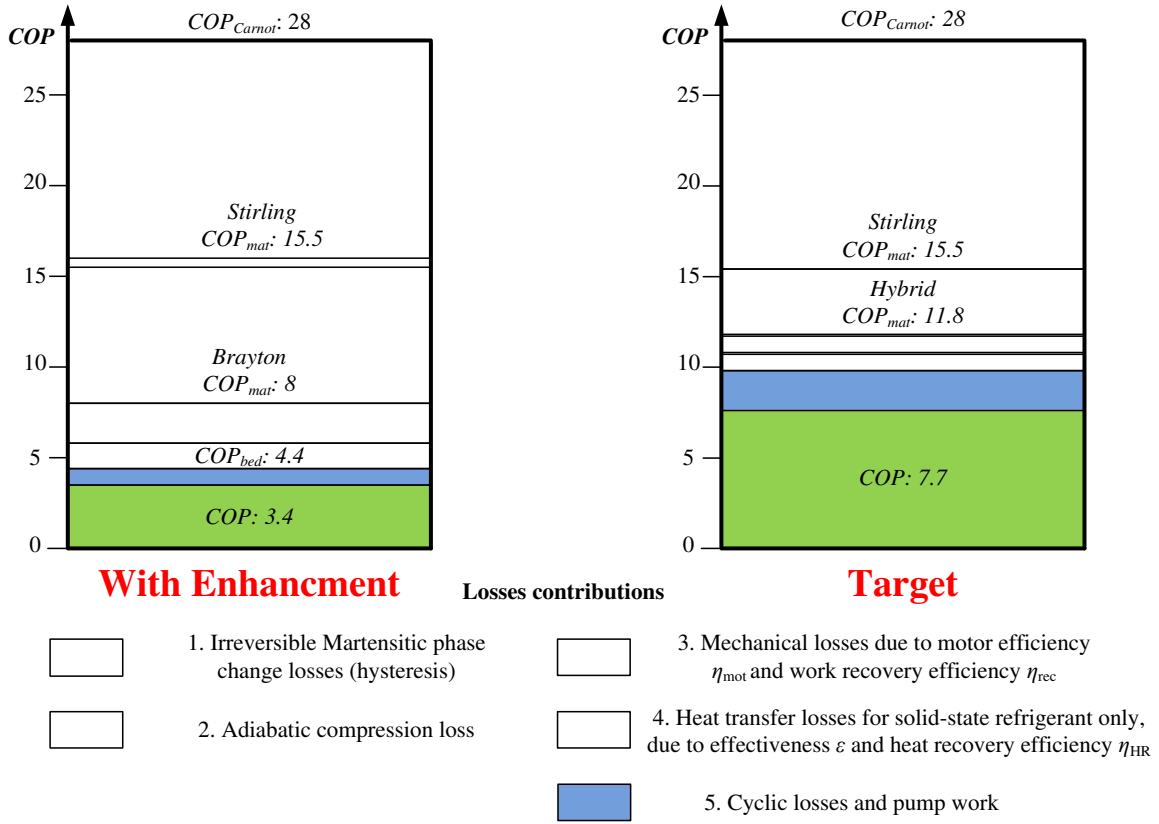 COP_Carnot: 28
COP
25
20
Stirling
COP_mat: 15.5
15
10
Brayton
COP_mat: 8
5
COP_bed: 4.4
COP: 3.4
0
With Enhancment
COP_Carnot: 28
COP
25
20
Stirling
COP_mat: 15.5
15
Hybrid
COP_mat: 11.8
10
5
COP: 7.7
0
Target
Losses contributions
1. Irreversible Martensitic phase
change losses (hysteresis)
2. Adiabatic compression loss
3. Mechanical losses due to motor efficiency
η_mot and work recovery efficiency η_rec
4. Heat transfer losses for solid-state refrigerant only,
due to effectiveness ε and heat recovery efficiency η_HR
5. Cyclic losses and pump work